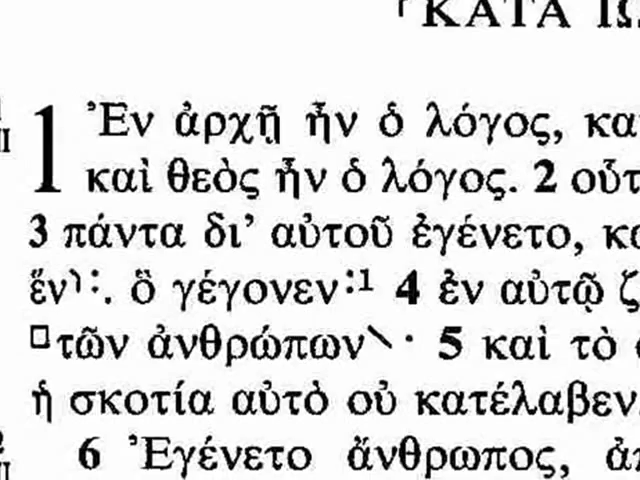 ⸀ΚΑΤΑ
1 Ἐν ἀρχῇ ἦν ὁ λόγος,
καὶ θεὸς ἦν ὁ λόγος. 2
3 πάντα δι’ αὐτοῦ ἐγένετο,
ἕν⸃ ⸬. ὃ γέγονεν ⸬1 4 ἐν αὐτῷ
⸋τῶν ἀνθρώπων⸌· 5 καὶ τὸ
ἡ σκοτία αὐτὸ οὐ κατέλαβεν
6 Ἐγένετο ἄνθρωπος,